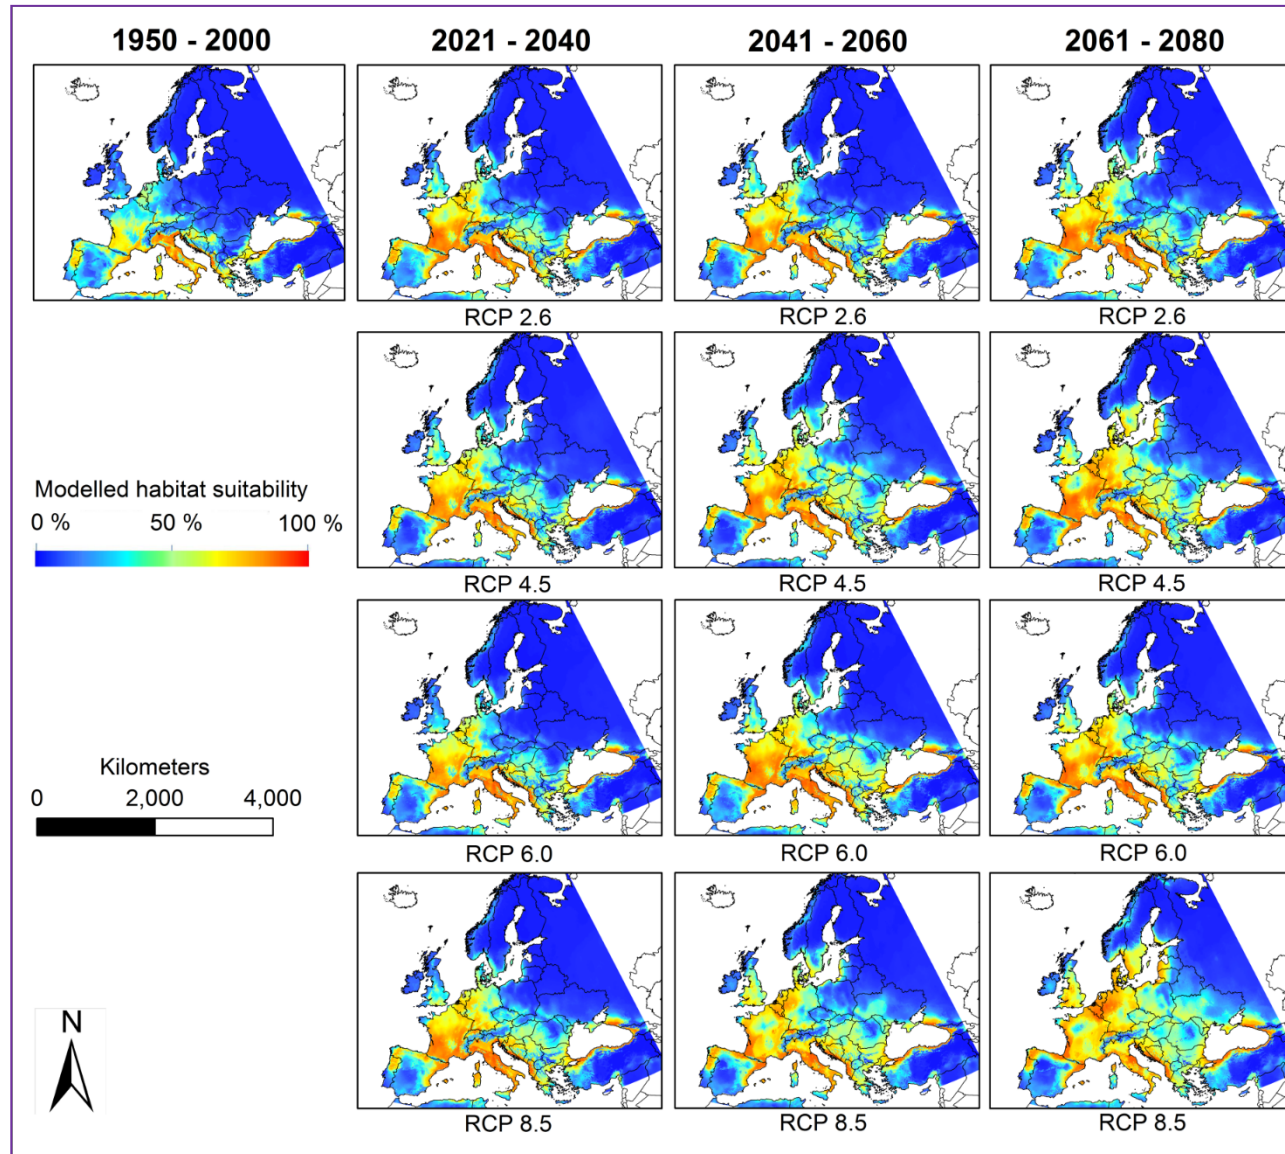 1950 - 2000
2021 - 2040
2041 - 2060
2061 - 2080
RCP 2.6
RCP 2.6
RCP 2.6
Modelled habitat suitability
0 %
50 %
100 %
RCP 4.5
RCP 4.5
RCP 4.5
Kilometers
0
2,000
4,000
RCP 6.0
RCP 6.0
RCP 6.0
N
RCP 8.5
RCP 8.5
RCP 8.5